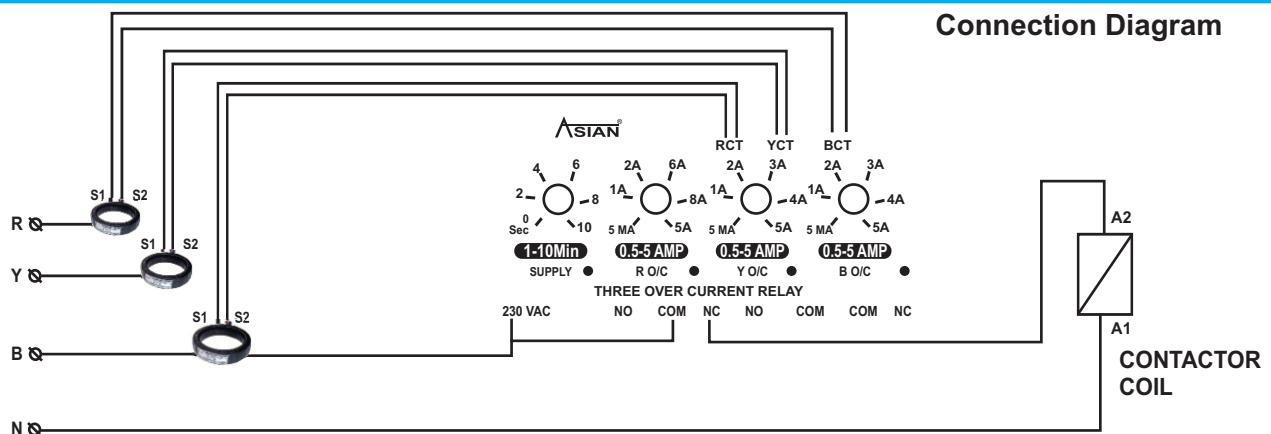 Connection Diagram
ASIAN®
RCT YCT BCT
4 6 2A 6A 2A 3A 2A 3A
2 8 1A 8A 1A 4A 1A 4A
0 Sec 10 5 MA 5A 5 MA 5A 5 MA 5A
1-10Min 0.5-5 AMP 0.5-5 AMP 0.5-5 AMP
SUPPLY R O/C Y O/C B O/C
THREE OVER CURRENT RELAY
230 VAC NO COM NC NO COM COM NC
S1 S2
R
S1 S2
Y
S1 S2
B
N
A2
A1
CONTACTOR
COIL